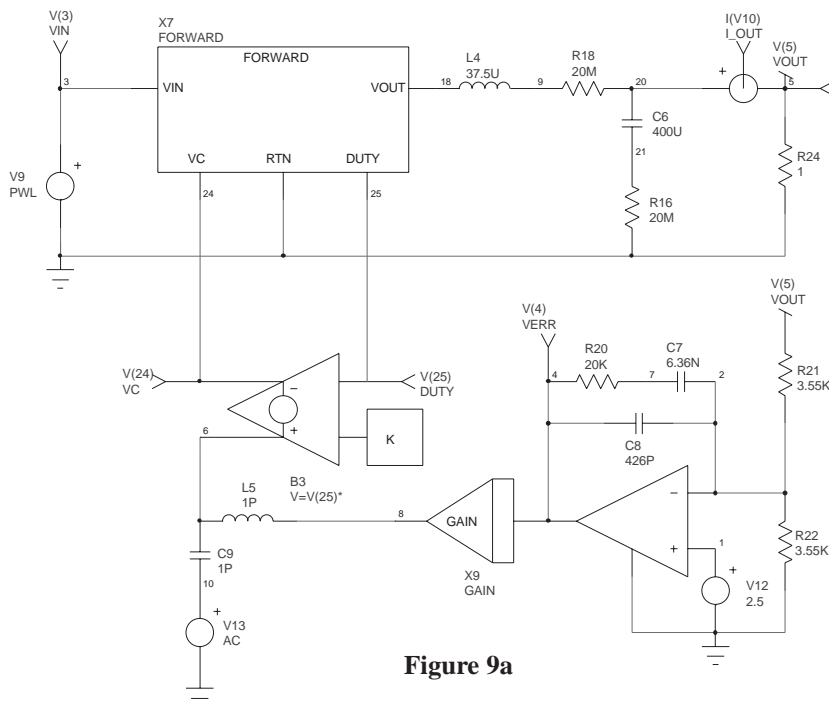 V(3)
VIN
X7
FORWARD
I(V10)
I_OUT
V(5)
VOUT
FORWARD
L4
37.5U
R18
20M
3
VIN
VOUT
18
9
20
+
5
C6
400U
V9
PWL
+
VC
RTN
DUTY
21
R24
1
24
25
R16
20M
V(4)
VERR
V(5)
VOUT
R20
20K
C7
6.36N
V(24)
VC
V(25)
DUTY
4
7
2
R21
3.55K
–
+
6
K
C8
426P
L5
1P
B3
V=V(25)*
8
GAIN
–
+
1
R22
3.55K
C9
1P
X9
GAIN
+
V12
2.5
10
+
V13
AC
Figure 9a